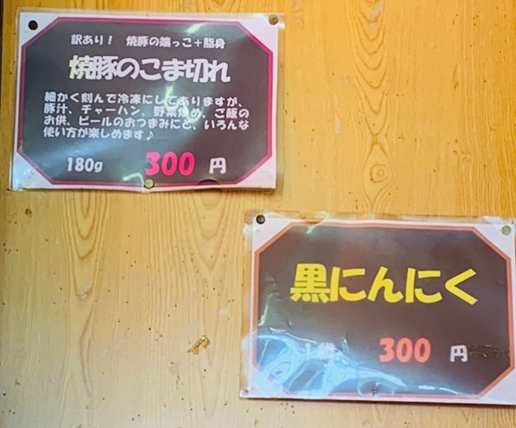 訳あり！ 焼豚の端っこ＋脂身
焼豚のこま切れ
細かく刻んで冷凍にしてありますが、
豚汁、チャーハン、野菜炒め、ご飯の
お供、ビールのおつまみにと、いろんな
使い方が楽しめます♪
180g 300 円
黒にんにく
300 円